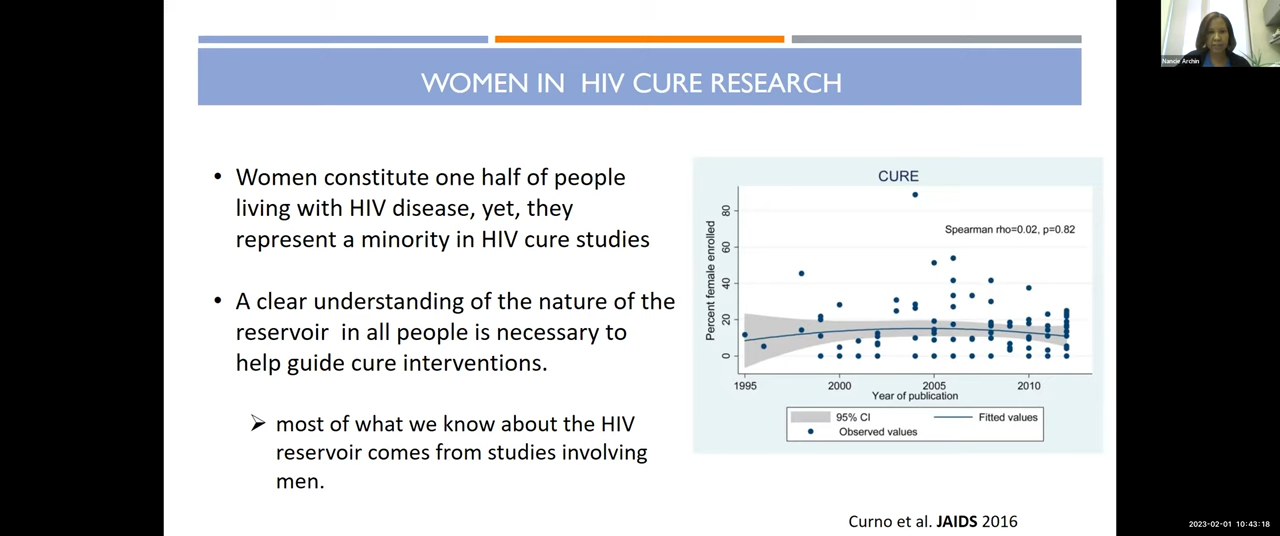 Nancie Archin
WOMEN IN HIV CURE RESEARCH
• Women constitute one half of people
living with HIV disease, yet, they
represent a minority in HIV cure studies
• A clear understanding of the nature of the
reservoir in all people is necessary to
help guide cure interventions.
➢ most of what we know about the HIV
reservoir comes from studies involving
men.
CURE
Spearman rho=0.02, p=0.82
Percent female enrolled
80
60
40
20
0
1995 2000 2005 2010
Year of publication
95% CI Fitted values
Observed values
Curno et al. JAIDS 2016
2023-02-01 10:43:18